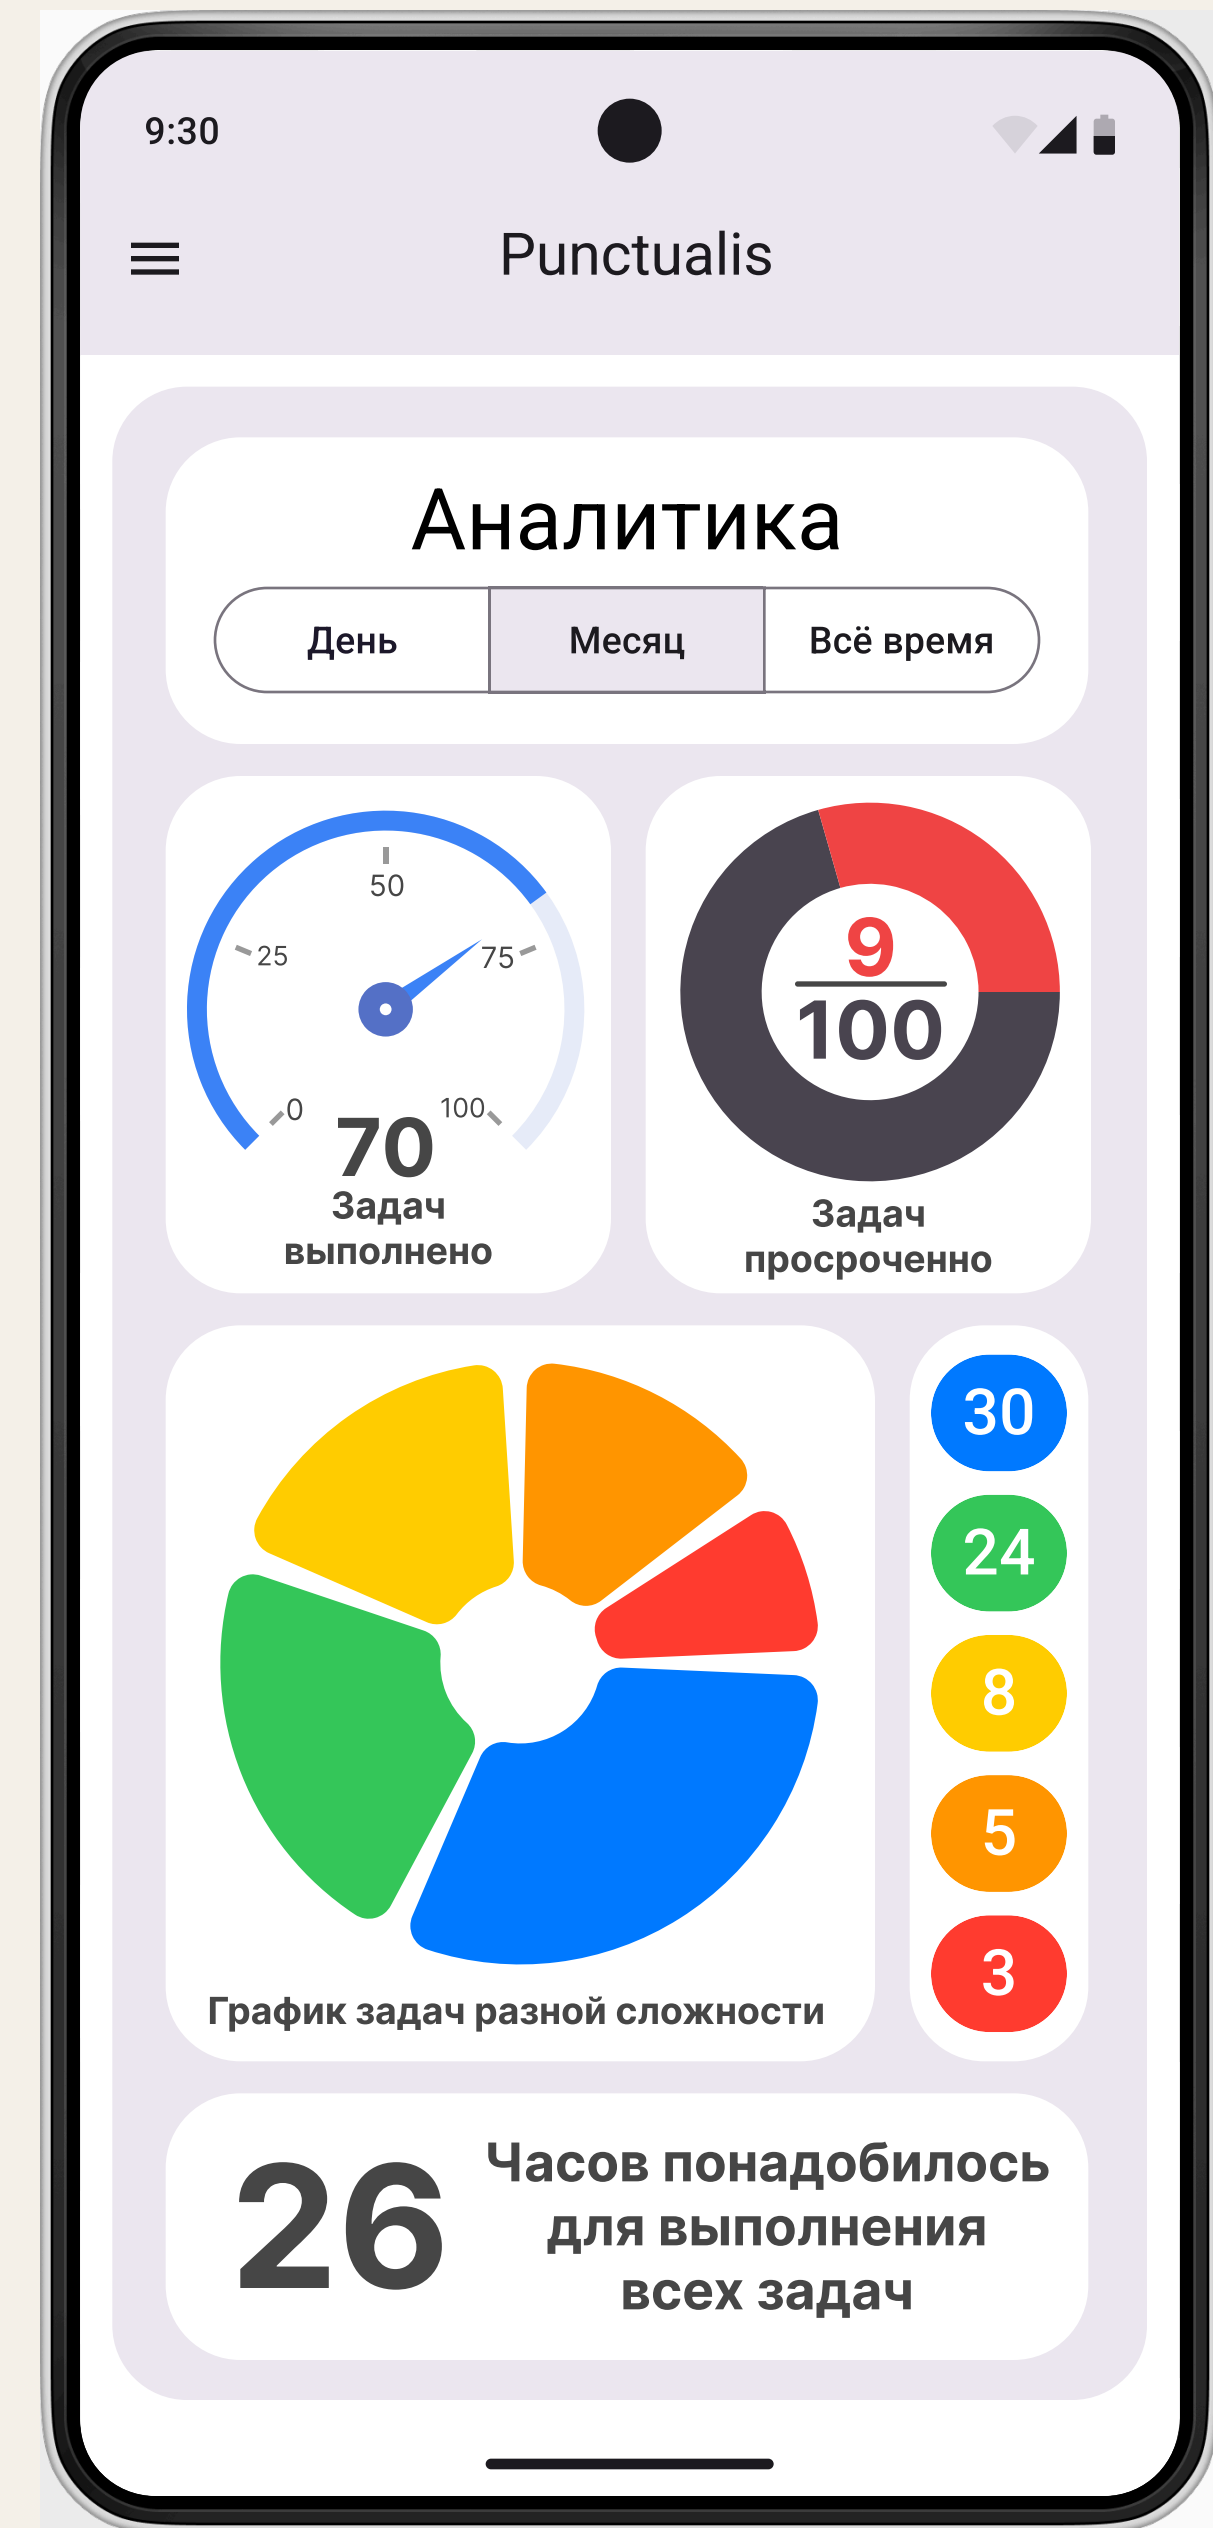 9:30
Punctualis
Аналитика
День
Месяц
Всё время
50
25
75
0
100
70
Задач
выполнено
9
100
Задач
просроченно
30
24
8
5
3
График задач разной сложности
26
Часов понадобилось
для выполнения
всех задач